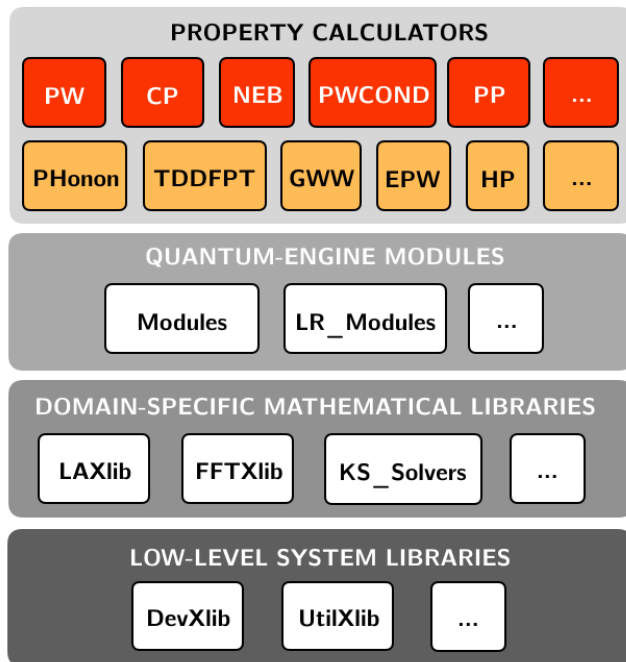 PROPERTY CALCULATORS
PW CP NEB PWCOND PP ...
PHonon TDDFPT GWW EPW HP ...
QUANTUM-ENGINE MODULES
Modules LR_Modules ...
DOMAIN-SPECIFIC MATHEMATICAL LIBRARIES
LAXlib FFTXlib KS_Solvers ...
LOW-LEVEL SYSTEM LIBRARIES
DevXlib UtilXlib ...